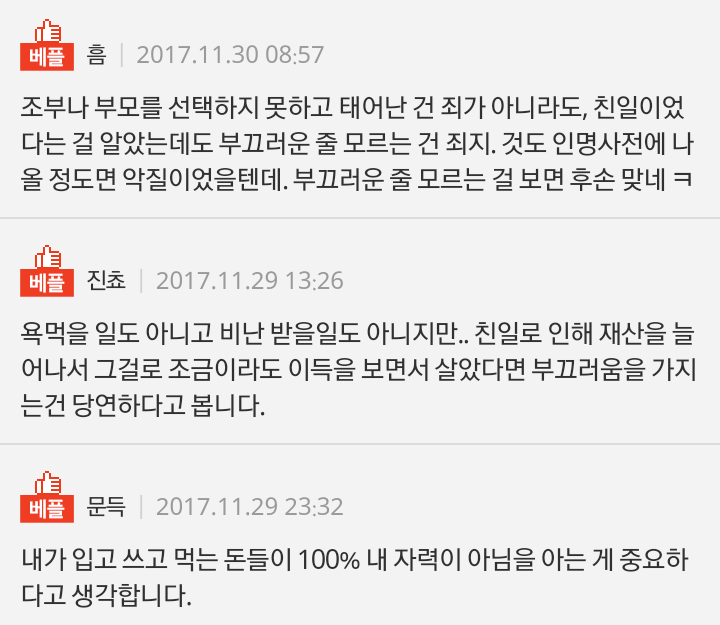 베플 흠 | 2017.11.30 08:57
조부나 부모를 선택하지 못하고 태어난 건 죄가 아니라도, 친일이었
다는 걸 알았는데도 부끄러운 줄 모르는 건 죄지. 것도 인명사전에 나
올 정도면 악질이었을텐데. 부끄러운 줄 모르는 걸 보면 후손 맞네 ㅋ
베플 진쵸 | 2017.11.29 13:26
욕먹을 일도 아니고 비난 받을일도 아니지만.. 친일로 인해 재산을 늘
어나서 그걸로 조금이라도 이득을 보면서 살았다면 부끄러움을 가지
는건 당연하다고 봅니다.
베플 문득 | 2017.11.29 23:32
내가 입고 쓰고 먹는 돈들이 100% 내 자력이 아님을 아는 게 중요하
다고 생각합니다.